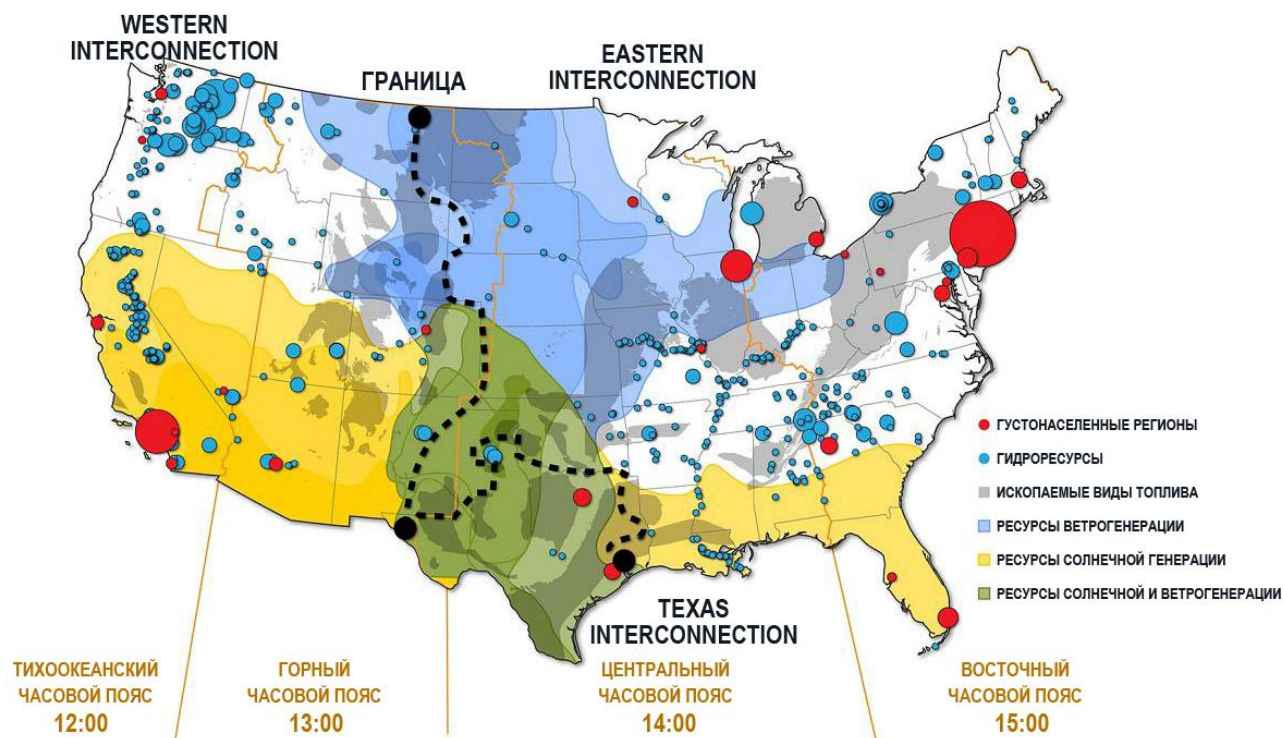 WESTERN
INTERCONNECTION
ГРАНИЦА
EASTERN
INTERCONNECTION
ГУСТОНАСЕЛЕННЫЕ РЕГИОНЫ
ГИДРОРЕСУРСЫ
ИСКОПАЕМЫЕ ВИДЫ ТОПЛИВА
РЕСУРСЫ ВЕТРОГЕНЕРАЦИИ
РЕСУРСЫ СОЛНЕЧНОЙ ГЕНЕРАЦИИ
РЕСУРСЫ СОЛНЕЧНОЙ И ВЕТРОГЕНЕРАЦИИ
TEXAS
INTERCONNECTION
ТИХООКЕАНСКИЙ
ЧАСОВОЙ ПОЯС
12:00
ГОРНЫЙ
ЧАСОВОЙ ПОЯС
13:00
ЦЕНТРАЛЬНЫЙ
ЧАСОВОЙ ПОЯС
14:00
ВОСТОЧНЫЙ
ЧАСОВОЙ ПОЯС
15:00